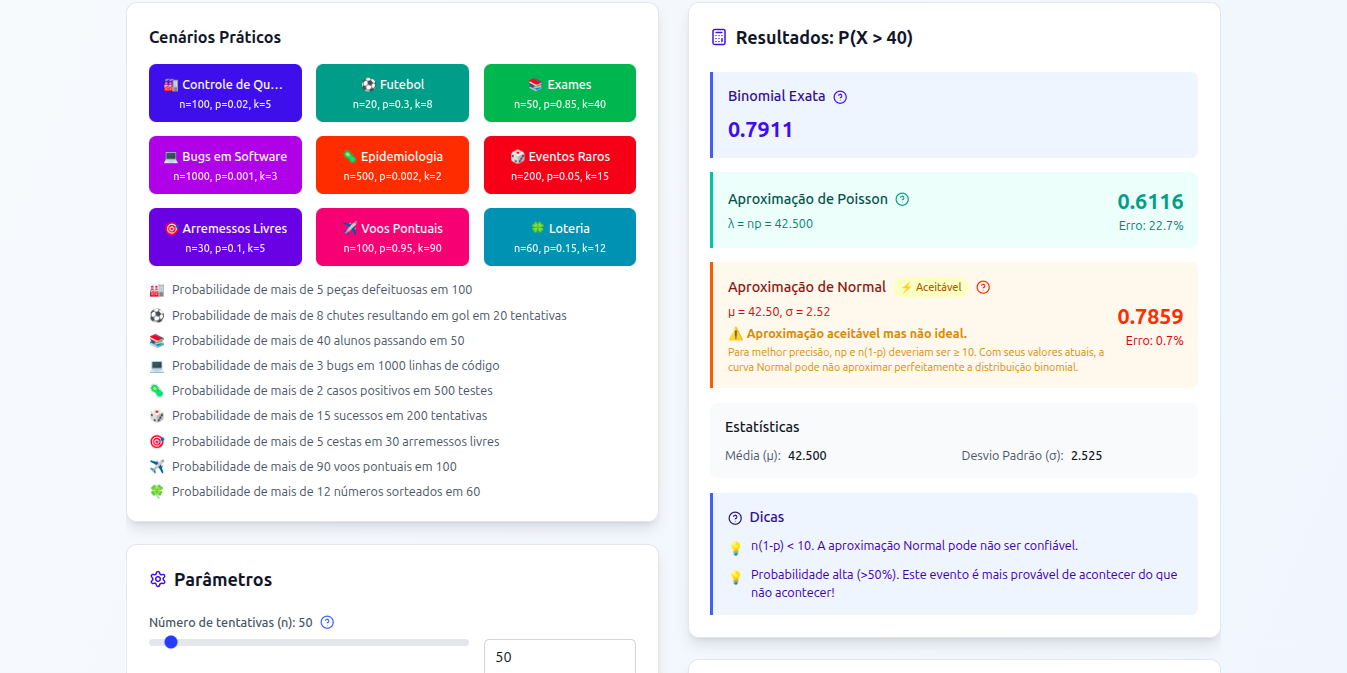 Cenários Práticos
🏭 Controle de Qu...
n=100, p=0.02, k=5
⚽ Futebol
n=20, p=0.3, k=8
📚 Exames
n=50, p=0.85, k=40
💻 Bugs em Software
n=1000, p=0.001, k=3
🦠 Epidemiologia
n=500, p=0.002, k=2
🎲 Eventos Raros
n=200, p=0.05, k=15
🎯 Arremessos Livres
n=30, p=0.1, k=5
✈️ Voos Pontuais
n=100, p=0.95, k=90
🍀 Loteria
n=60, p=0.15, k=12
🏭 Probabilidade de mais de 5 peças defeituosas em 100
⚽ Probabilidade de mais de 8 chutes resultando em gol em 20 tentativas
📚 Probabilidade de mais de 40 alunos passando em 50
💻 Probabilidade de mais de 3 bugs em 1000 linhas de código
🦠 Probabilidade de mais de 2 casos positivos em 500 testes
🎲 Probabilidade de mais de 15 sucessos em 200 tentativas
🎯 Probabilidade de mais de 5 cestas em 30 arremessos livres
✈️ Probabilidade de mais de 90 voos pontuais em 100
🍀 Probabilidade de mais de 12 números sorteados em 60
Parâmetros
Número de tentativas (n): 50
50
Resultados: P(X > 40)
Binomial Exata
0.7911
Aproximação de Poisson
λ = np = 42.500
0.6116
Erro: 22.7%
Aproximação de Normal ⚡ Aceitável
μ = 42.50, σ = 2.52
⚠️ Aproximação aceitável mas não ideal.
Para melhor precisão, np e n(1-p) deveriam ser ≥ 10. Com seus valores atuais, a
curva Normal pode não aproximar perfeitamente a distribuição binomial.
0.7859
Erro: 0.7%
Estatísticas
Média (μ): 42.500
Desvio Padrão (σ): 2.525
Dicas
💡 n(1-p) < 10. A aproximação Normal pode não ser confiável.
💡 Probabilidade alta (>50%). Este evento é mais provável de acontecer do que
não acontecer!